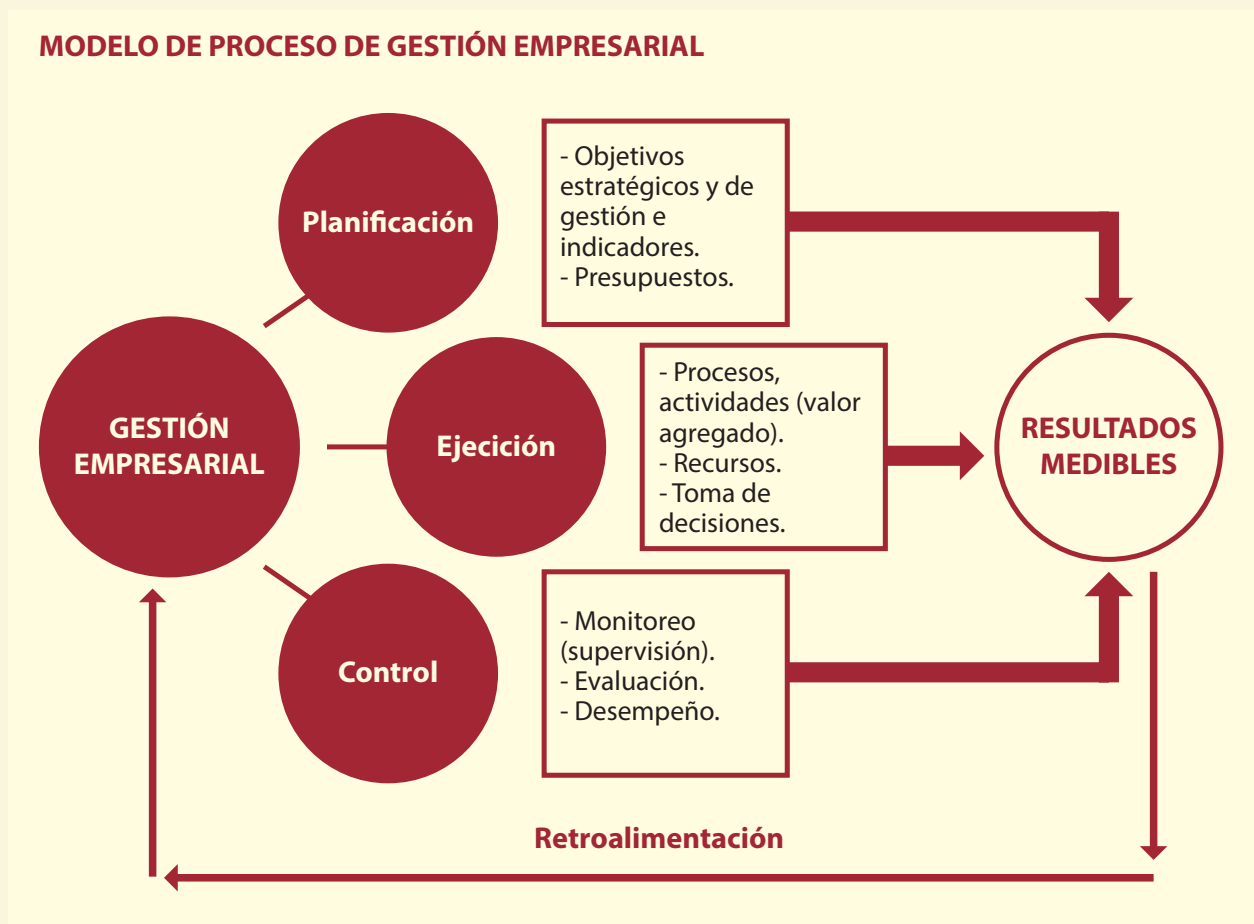 MODELO DE PROCESO DE GESTIÓN EMPRESARIAL
Planificación
- Objetivos
estratégicos y de
gestión e
indicadores.
- Presupuestos.
GESTIÓN
EMPRESARIAL
Ejecición
- Procesos,
actividades (valor
agregado).
- Recursos.
- Toma de
decisiones.
RESULTADOS
MEDIBLES
Control
- Monitoreo
(supervisión).
- Evaluación.
- Desempeño.
Retroalimentación